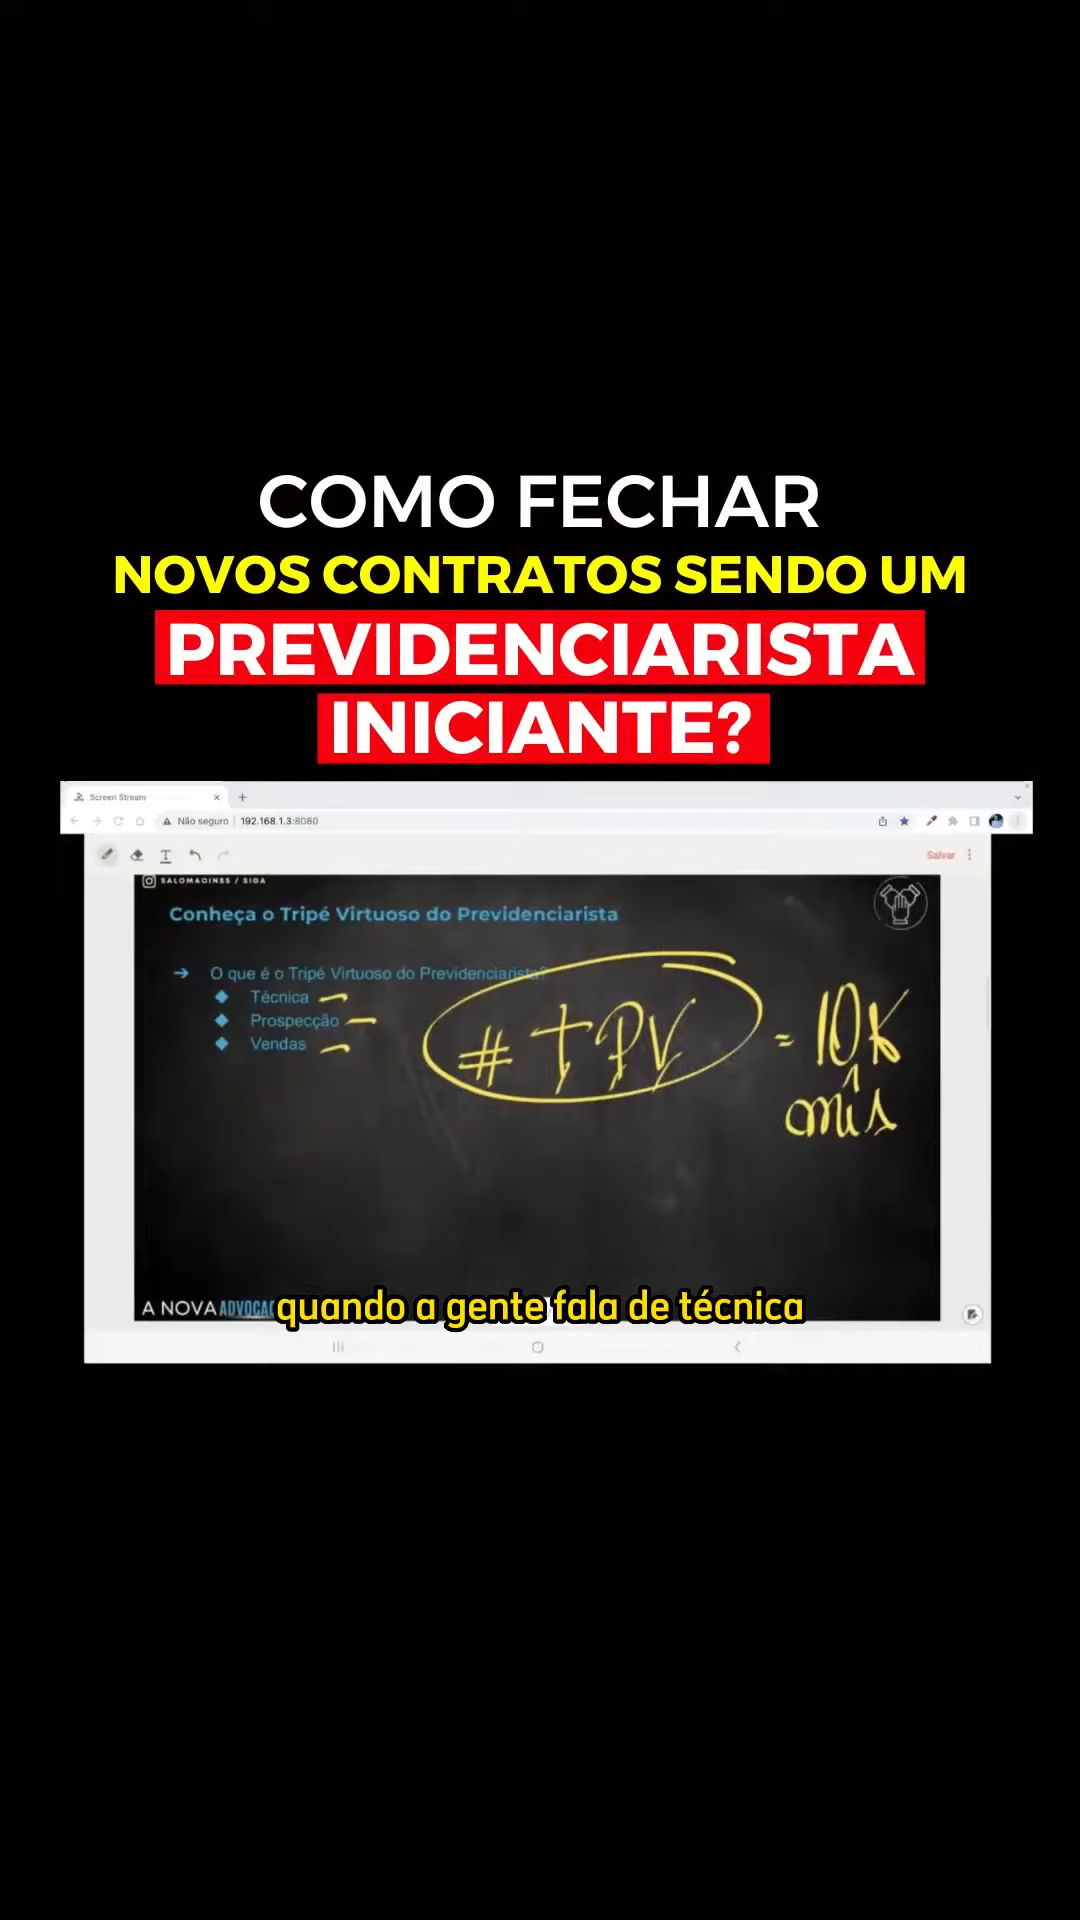 COMO FECHAR
NOVOS CONTRATOS SENDO UM
PREVIDENCIARISTA
INICIANTE?
Screen Stream
Não seguro 192.168.1.3:8080
Salvar
SALOMAOINSS / SIGA
Conheça o Tripé Virtuoso do Previdenciarista
O que é o Tripé Virtuoso do Previdenciarista?
Técnica
Prospecção
Vendas
# TPV = 10K
mês
A NOVA
quando a gente fala de técnica